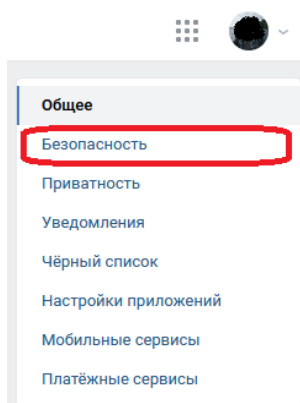 Общее
Безопасность
Приватность
Уведомления
Чёрный список
Настройки приложений
Мобильные сервисы
Платёжные сервисы